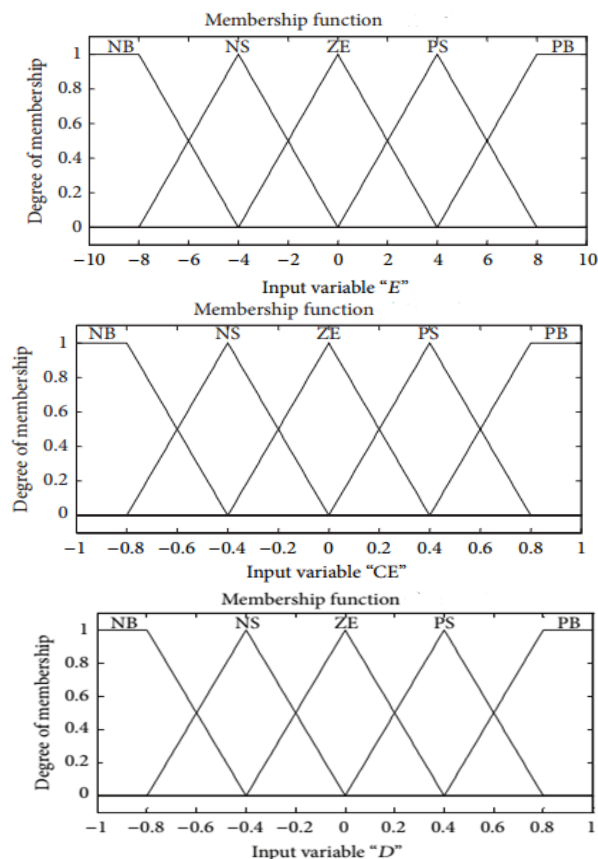 Membership function
NB NS ZE PS PB
Degree of membership
1
0.8
0.6
0.4
0.2
0
−10 −8 −6 −4 −2 0 2 4 6 8 10
Input variable “E”
Membership function
NB NS ZE PS PB
Degree of membership
1
0.8
0.6
0.4
0.2
0
−1 −0.8 −0.6 −0.4 −0.2 0 0.2 0.4 0.6 0.8 1
Input variable “CE”
Membership function
NB NS ZE PS PB
Degree of membership
1
0.8
0.6
0.4
0.2
0
−1 −0.8 −0.6 −0.4 −0.2 0 0.2 0.4 0.6 0.8 1
Input variable “D”